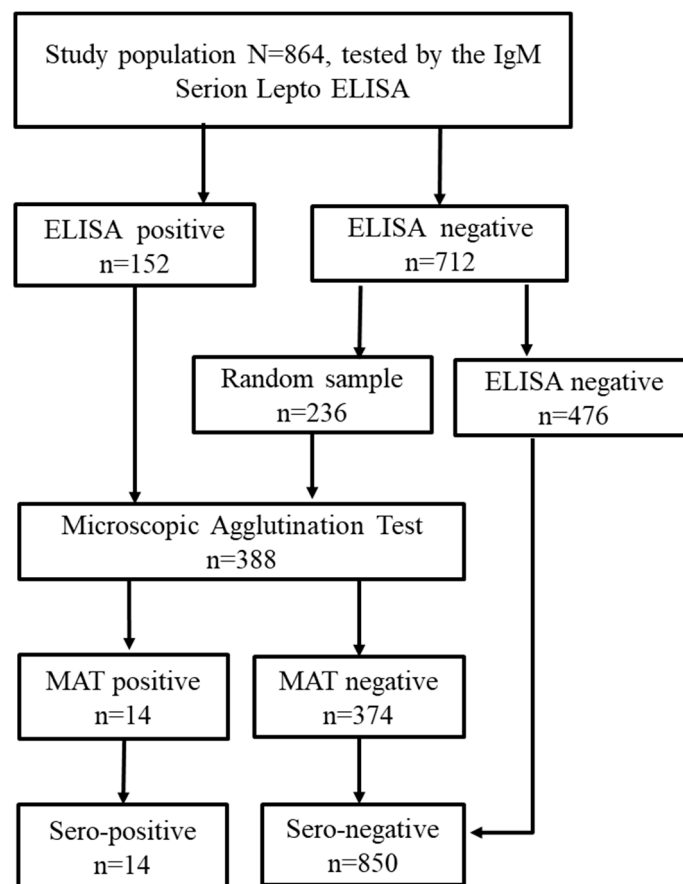 Study population N=864, tested by the IgM
Serion Lepto ELISA
ELISA positive
n=152
ELISA negative
n=712
Random sample
n=236
ELISA negative
n=476
Microscopic Agglutination Test
n=388
MAT positive
n=14
MAT negative
n=374
Sero-positive
n=14
Sero-negative
n=850